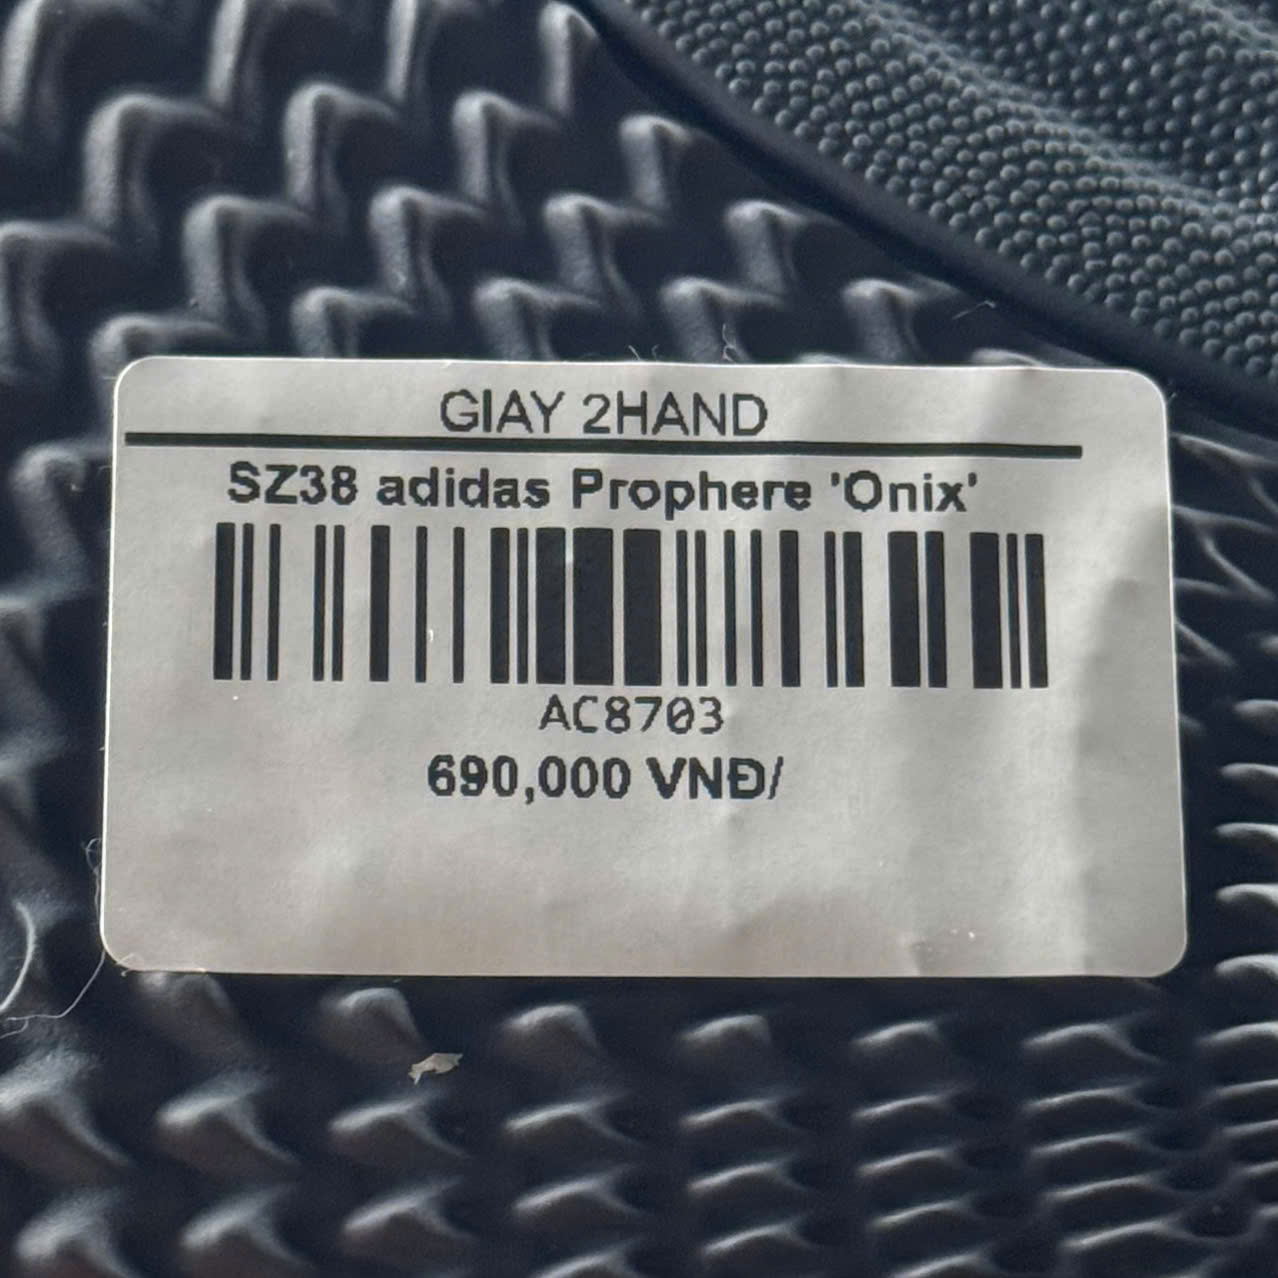 GIAY 2HAND
SZ38 adidas Prophere 'Onix'
AC8703
690,000 VNĐ/